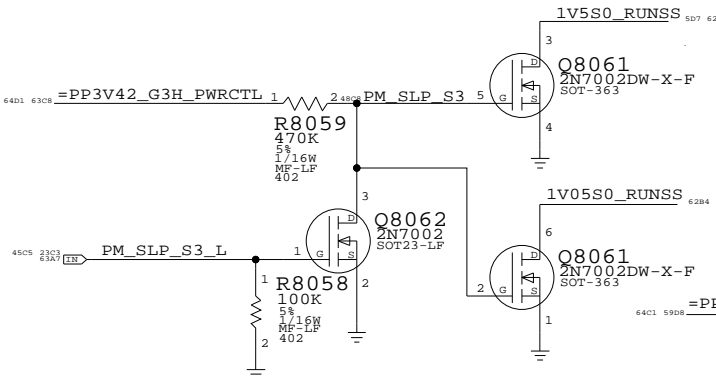 1V5S0_RUNSS 5D7 62
3
D
Q8061
2N7002DW-X-F
SOT-363
64D1 63C8 =PP3V42_G3H_PWRCTL 1 2 48C8 PM_SLP_S3 5 G S
R8059
470K
5%
1/16W
MF-LF
402
4
3
D
Q8062
2N7002
SOT23-LF
1V05S0_RUNSS 62B4
6
D
Q8061
2N7002DW-X-F
SOT-363
45C5 23C3
63A7 IN PM_SLP_S3_L 1 G S
2
2 G S
1
1
R8058
100K
5%
1/16W
MF-LF
402
2
64C1 59D8 =PP